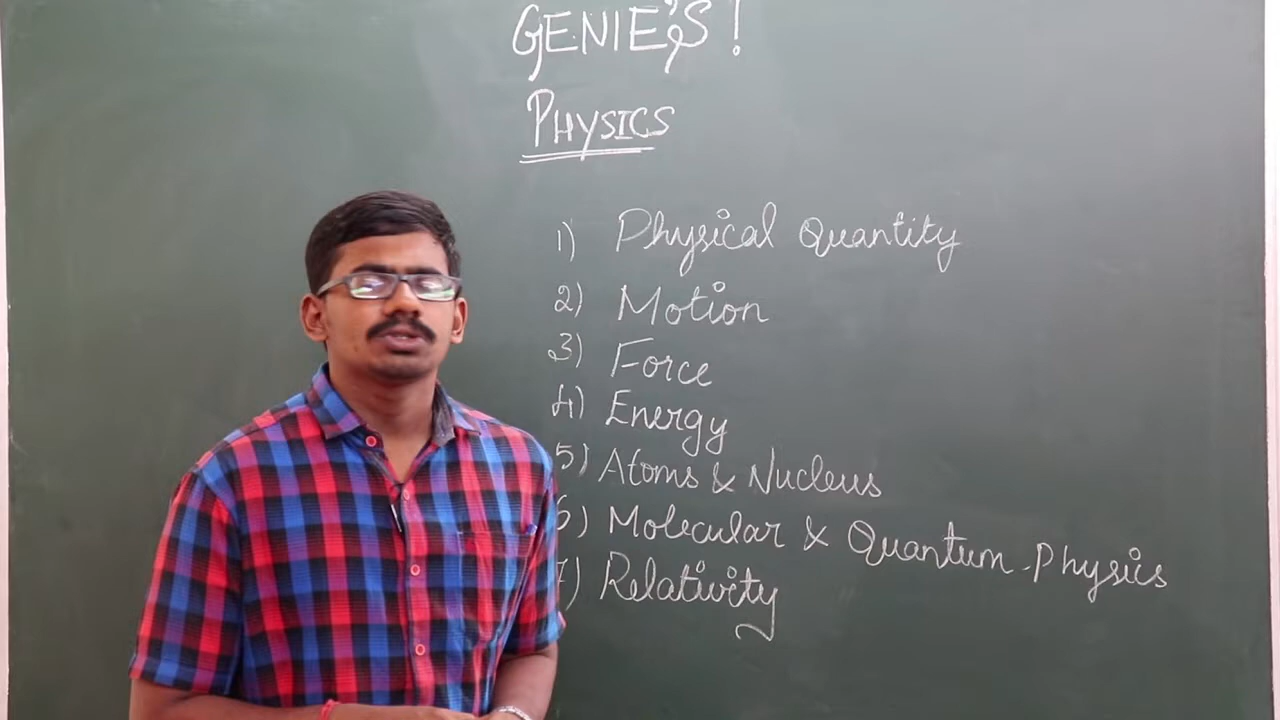 GENIE'S!
PHYSICS
1) Physical Quantity
2) Motion
3) Force
4) Energy
5) Atoms & Nucleus
6) Molecular & Quantum Physics
7) Relativity